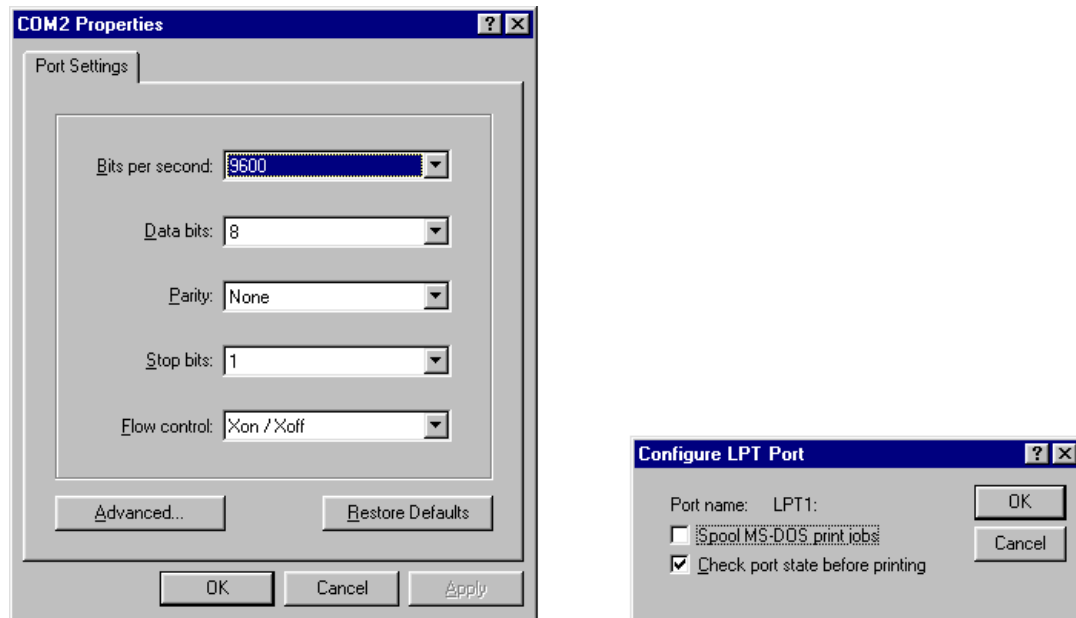 COM2 Properties
Port Settings
Bits per second: 9600
Data bits: 8
Parity: None
Stop bits: 1
Flow control: Xon / Xoff
Advanced... Restore Defaults
OK Cancel Apply
Configure LPT Port
Port name: LPT1:
OK
Spool MS-DOS print jobs
Cancel
Check port state before printing